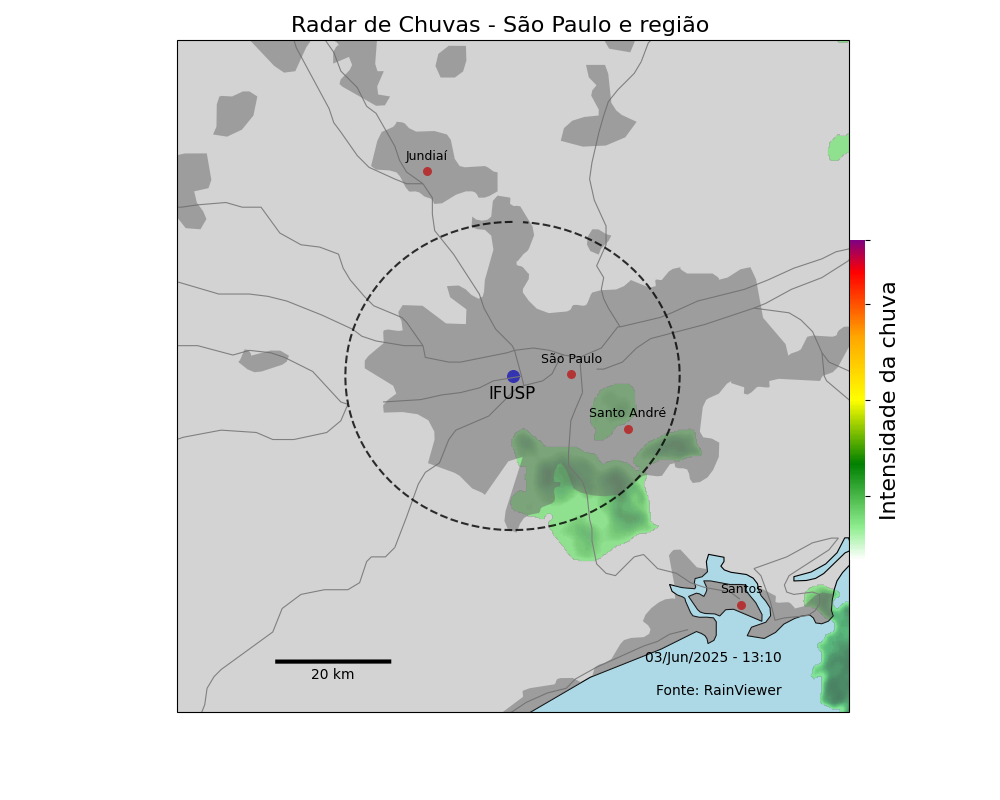 Radar de Chuvas - São Paulo e região
Jundiaí
São Paulo
IFUSP
Santo André
Intensidade da chuva
Santos
03/Jun/2025 - 13:10
20 km
Fonte: RainViewer